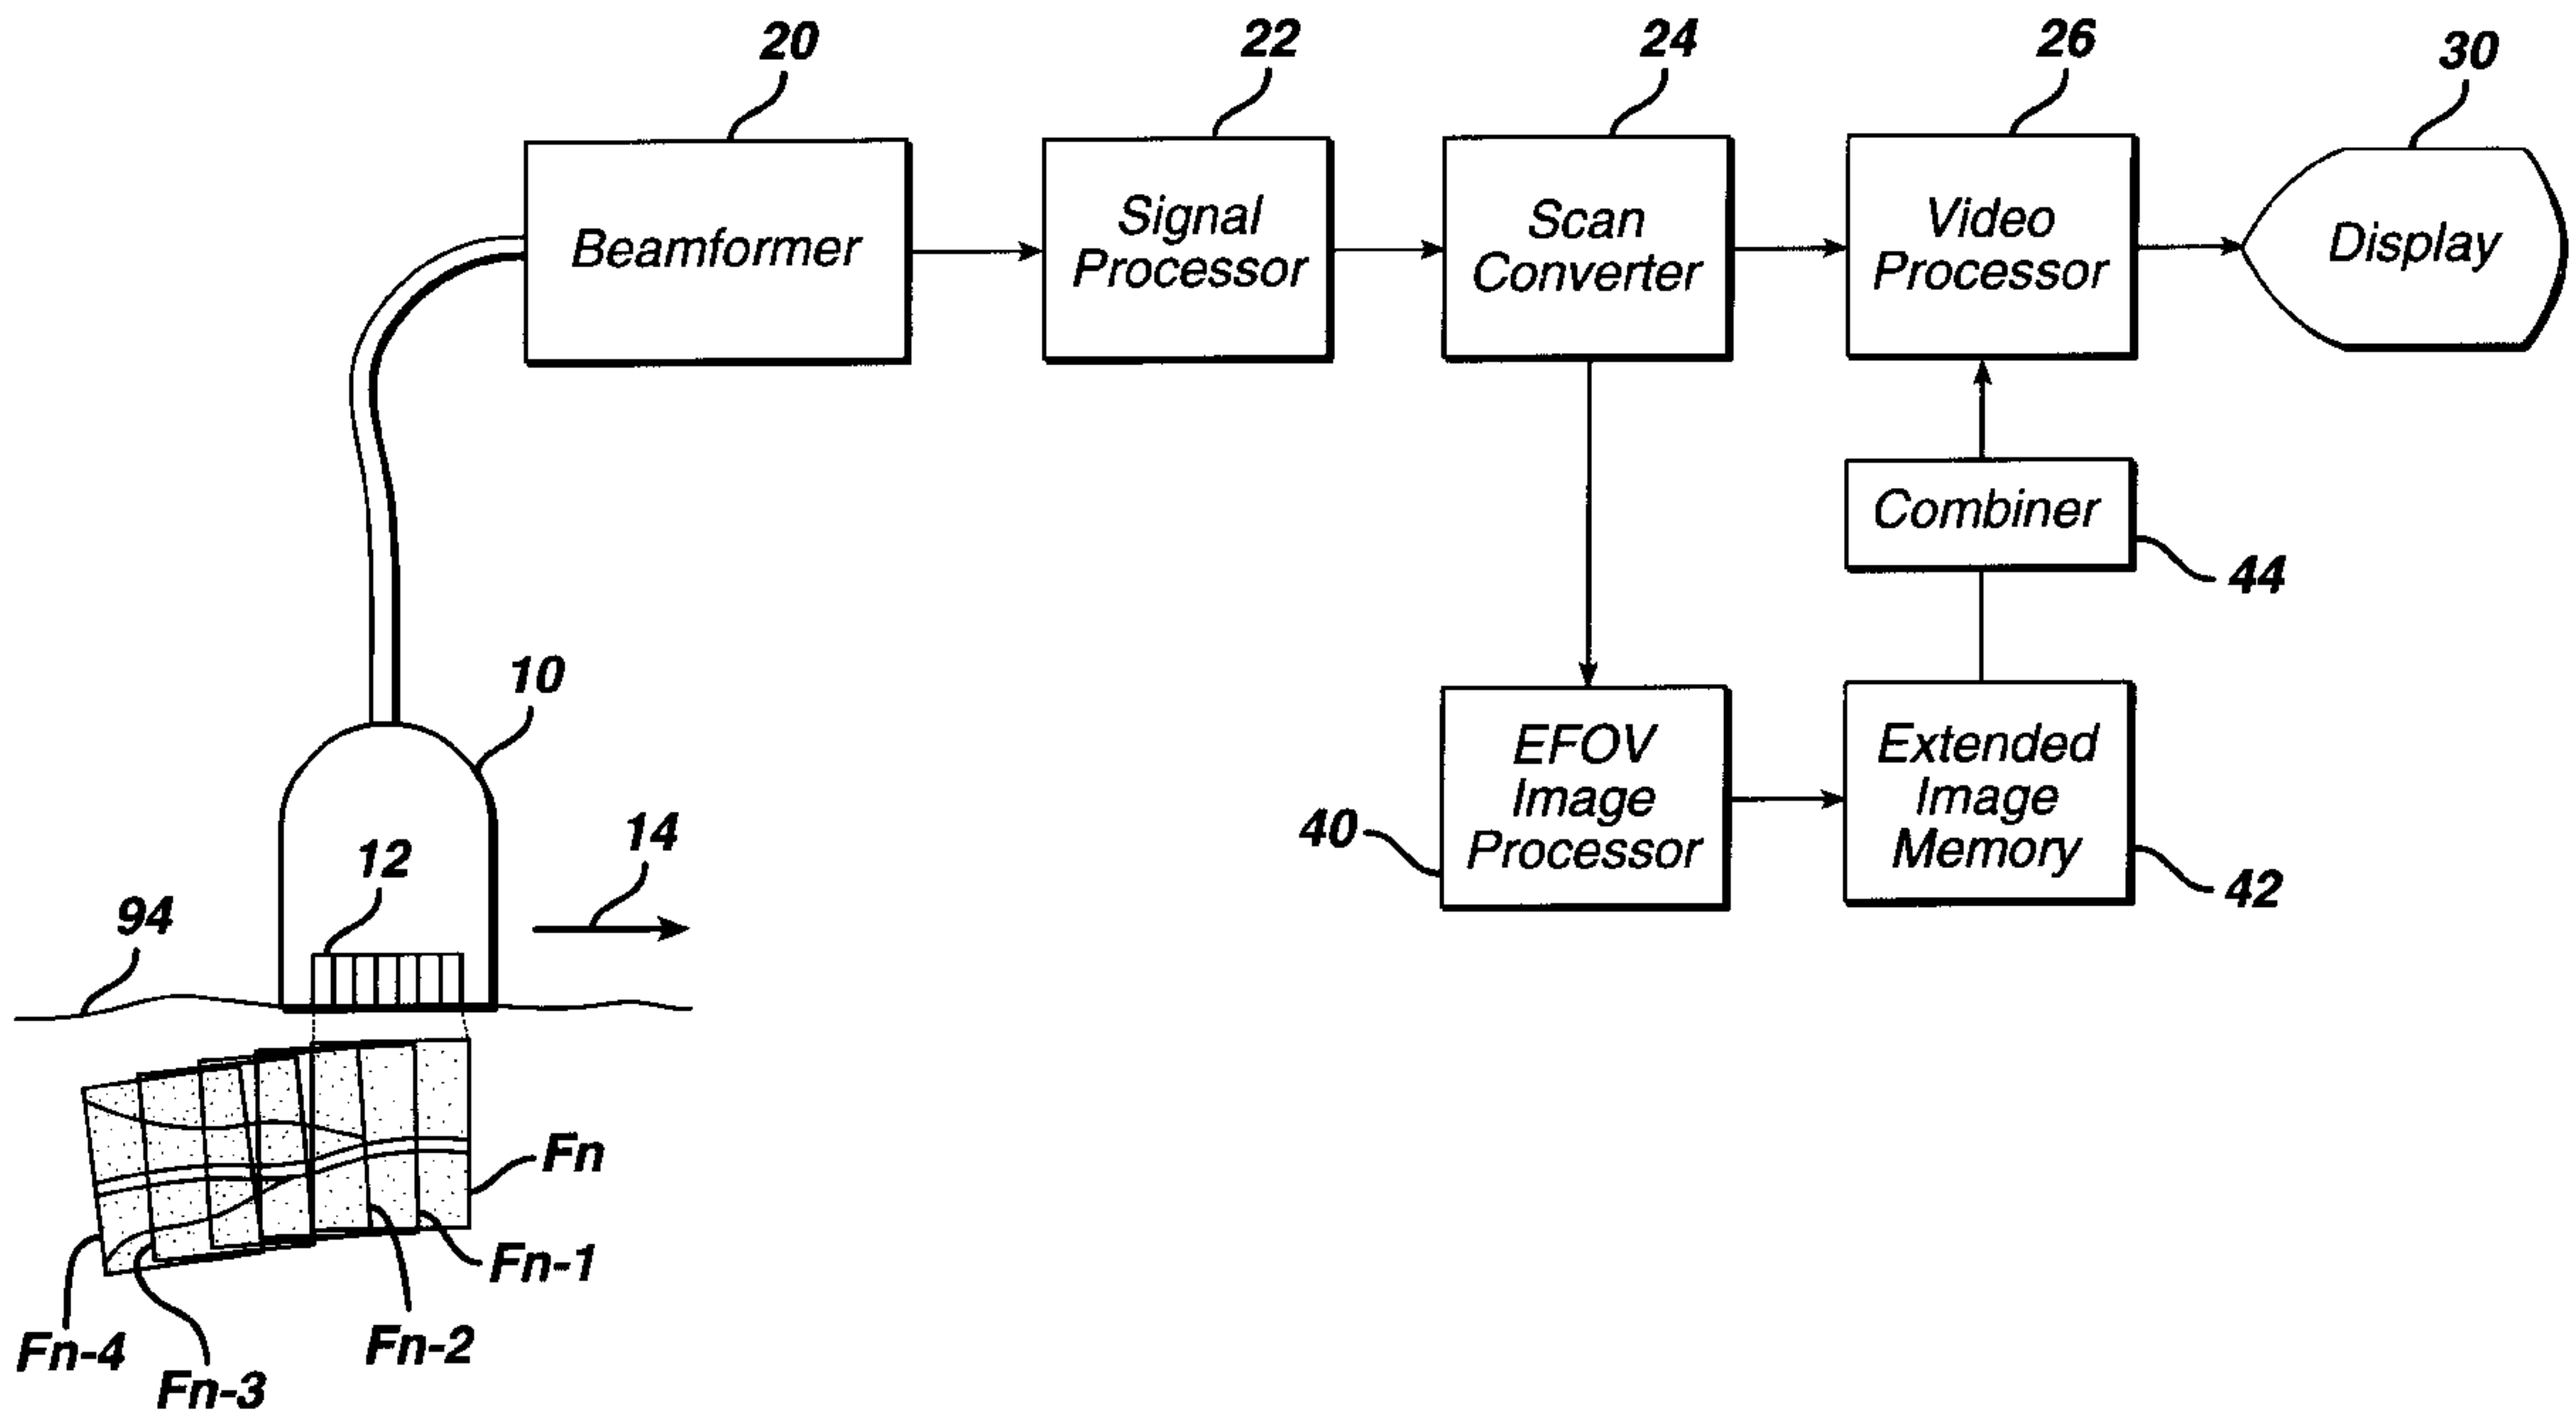 20
22
24
26
30
Beamformer
Signal
Processor
Scan
Converter
Video
Processor
Display
Combiner
44
10
EFOV
Image
Processor
40
Extended
Image
Memory
42
14
12
94
Fn
Fn-1
Fn-2
Fn-4
Fn-3